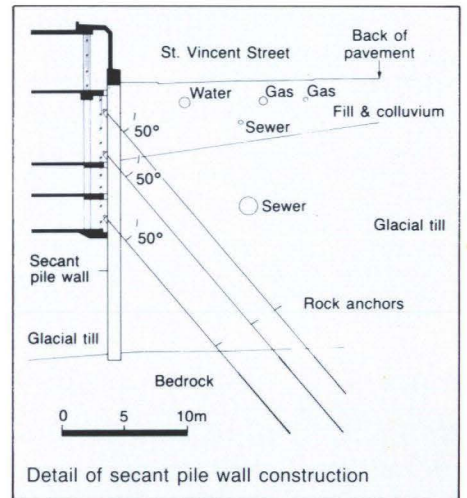 St. Vincent Street
Back of
pavement
Water
Gas
Gas
Fill & colluvium
Sewer
50°
50°
Sewer
50°
Glacial till
Secant
pile wall
Rock anchors
Glacial till
Bedrock
0 5 10m
Detail of secant pile wall construction